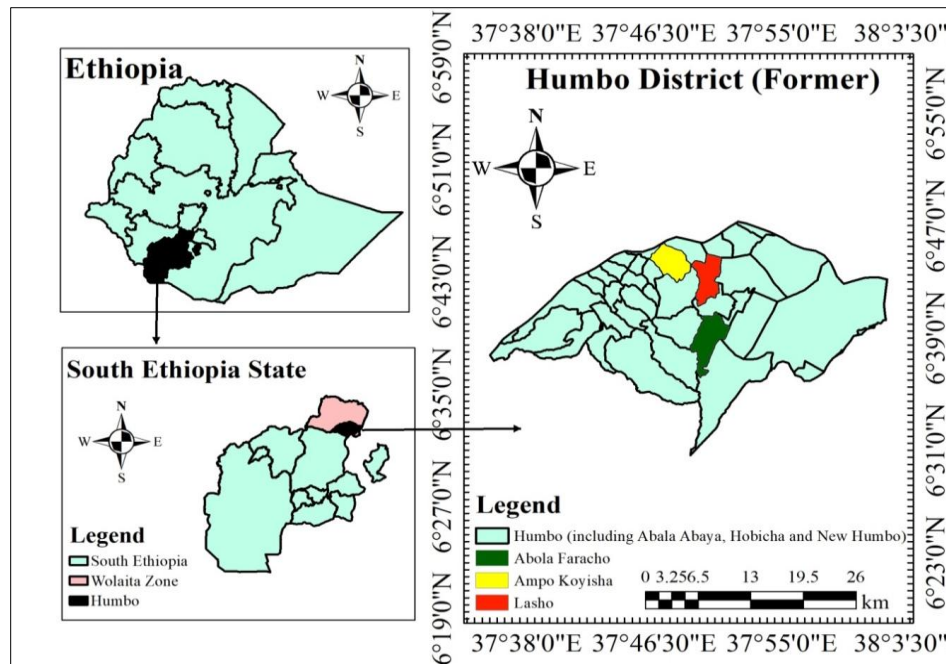 Ethiopia
N
W E
S
South Ethiopia State
N
W E
S
Legend
South Ethiopia
Wolaita Zone
Humbo
37°38'0"E 37°46'30"E 37°55'0"E 38°3'30"
Humbo District (Former)
N
W E
S
6°59'0"N
6°51'0"N
6°43'0"N
6°35'0"N
6°27'0"N
6°19'0"N
6°55'0"N
6°47'0"N
6°39'0"N
6°31'0"N
6°23'0"N
Legend
Humbo (including Abala Abaya, Hobicha and New Humbo)
Abola Faracho
Ampo Koyisha
Lasho
0 3.256.5 13 19.5 26
km
37°38'0"E 37°46'30"E 37°55'0"E 38°3'30"